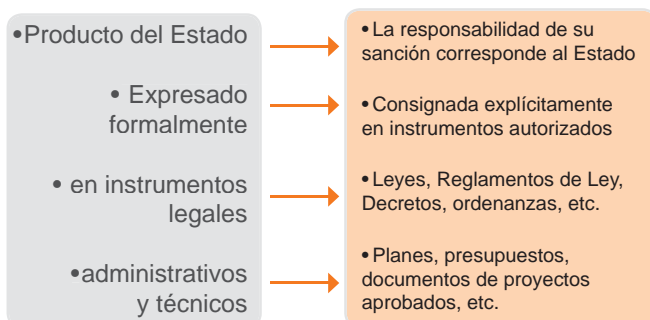 •Producto del Estado
• Expresado
formalmente
• en instrumentos
legales
•administrativos
y técnicos
• La responsabilidad de su
sanción corresponde al Estado
• Consignada explícitamente
en instrumentos autorizados
• Leyes, Reglamentos de Ley,
Decretos, ordenanzas, etc.
• Planes, presupuestos,
documentos de proyectos
aprobados, etc.